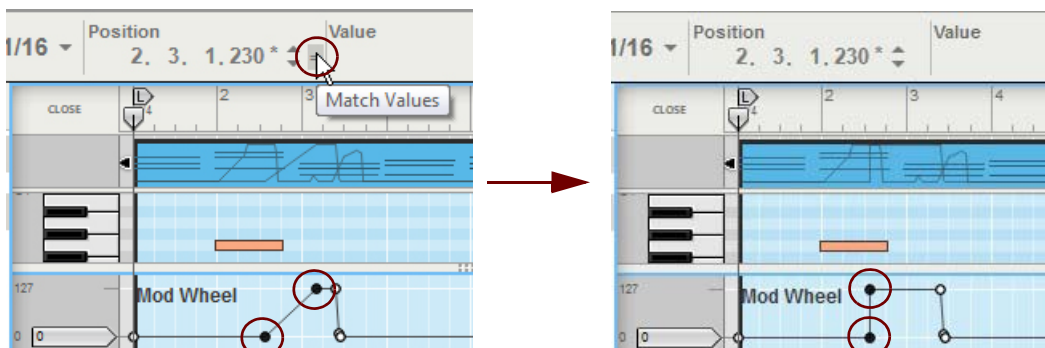 1/16
Position
2. 3. 1.230 *
Value
=
Match Values
CLOSE
L
4
2
3
127
Mod Wheel
0 0
1/16
Position
2. 3. 1.230 *
Value
CLOSE
L
4
2
3
4
127
Mod Wheel
0 0